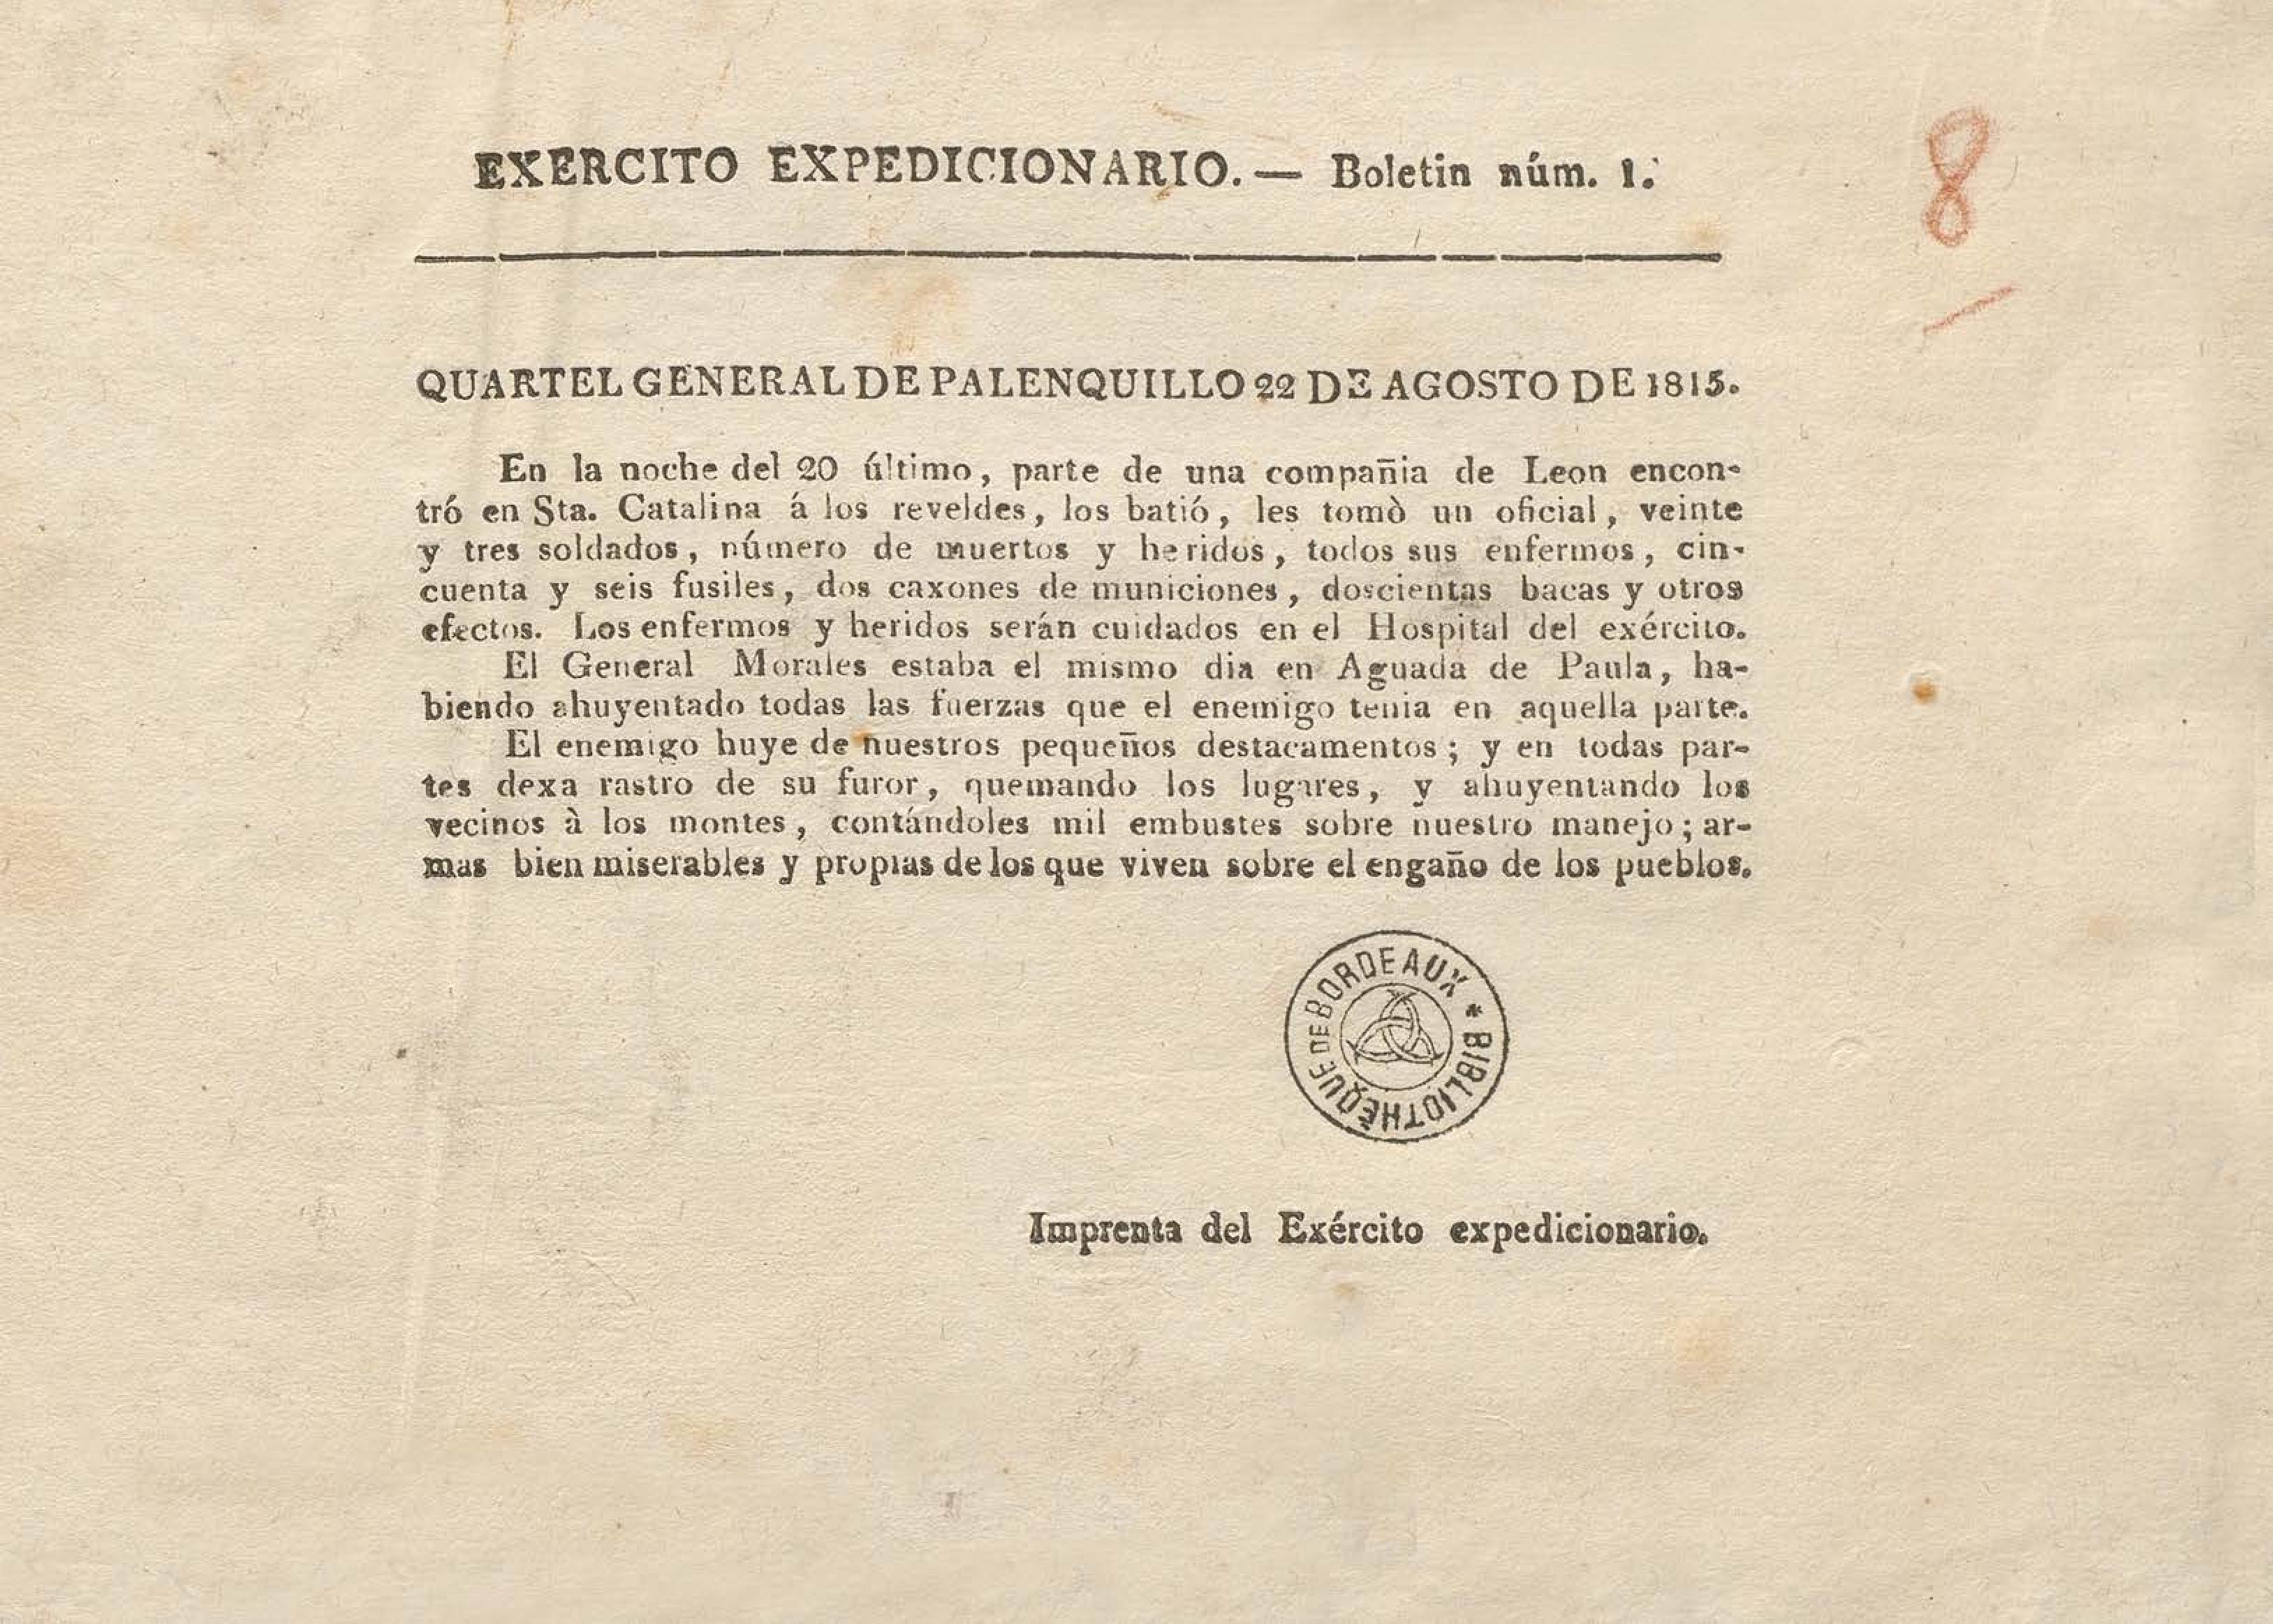 EXERCITO EXPEDICIONARIO. — Boletin núm. 1.
8
QUARTEL GENERAL DE PALENQUILLO 22 DE AGOSTO DE 1815.
En la noche del 20 último, parte de una compañia de Leon encon-
tró en Sta. Catalina á los reveldes, los batió, les tomò un oficial, veinte
y tres soldados, número de muertos y heridos, todos sus enfermos, cin-
cuenta y seis fusiles, dos caxones de municiones, doscientas bacas y otros
efectos. Los enfermos y heridos serán cuidados en el Hospital del exército.
El General Morales estaba el mismo dia en Aguada de Paula, ha-
biendo ahuyentado todas las fuerzas que el enemigo tenia en aquella parte.
El enemigo huye de nuestros pequeños destacamentos; y en todas par-
tes dexa rastro de su furor, quemando los lugares, y ahuyentando los
vecinos à los montes, contándoles mil embustes sobre nuestro manejo; ar-
mas bien miserables y propias de los que viven sobre el engaño de los pueblos.
BIBLIOTHÈQUE DE BORDEAUX *
Imprenta del Exército expedicionario.